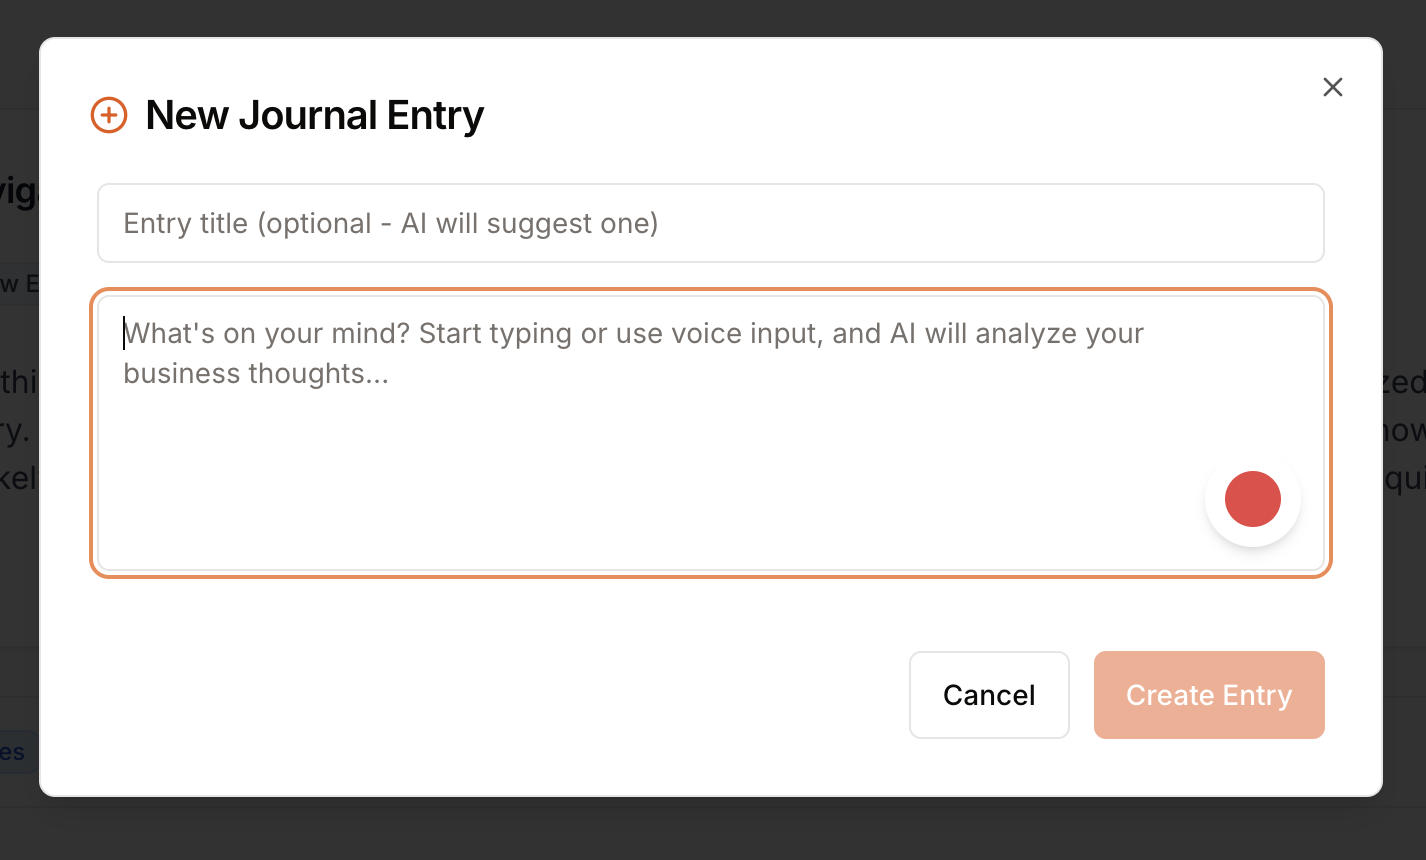 New Journal Entry
Entry title (optional - AI will suggest one)
What's on your mind? Start typing or use voice input, and AI will analyze your
business thoughts...
Cancel
Create Entry